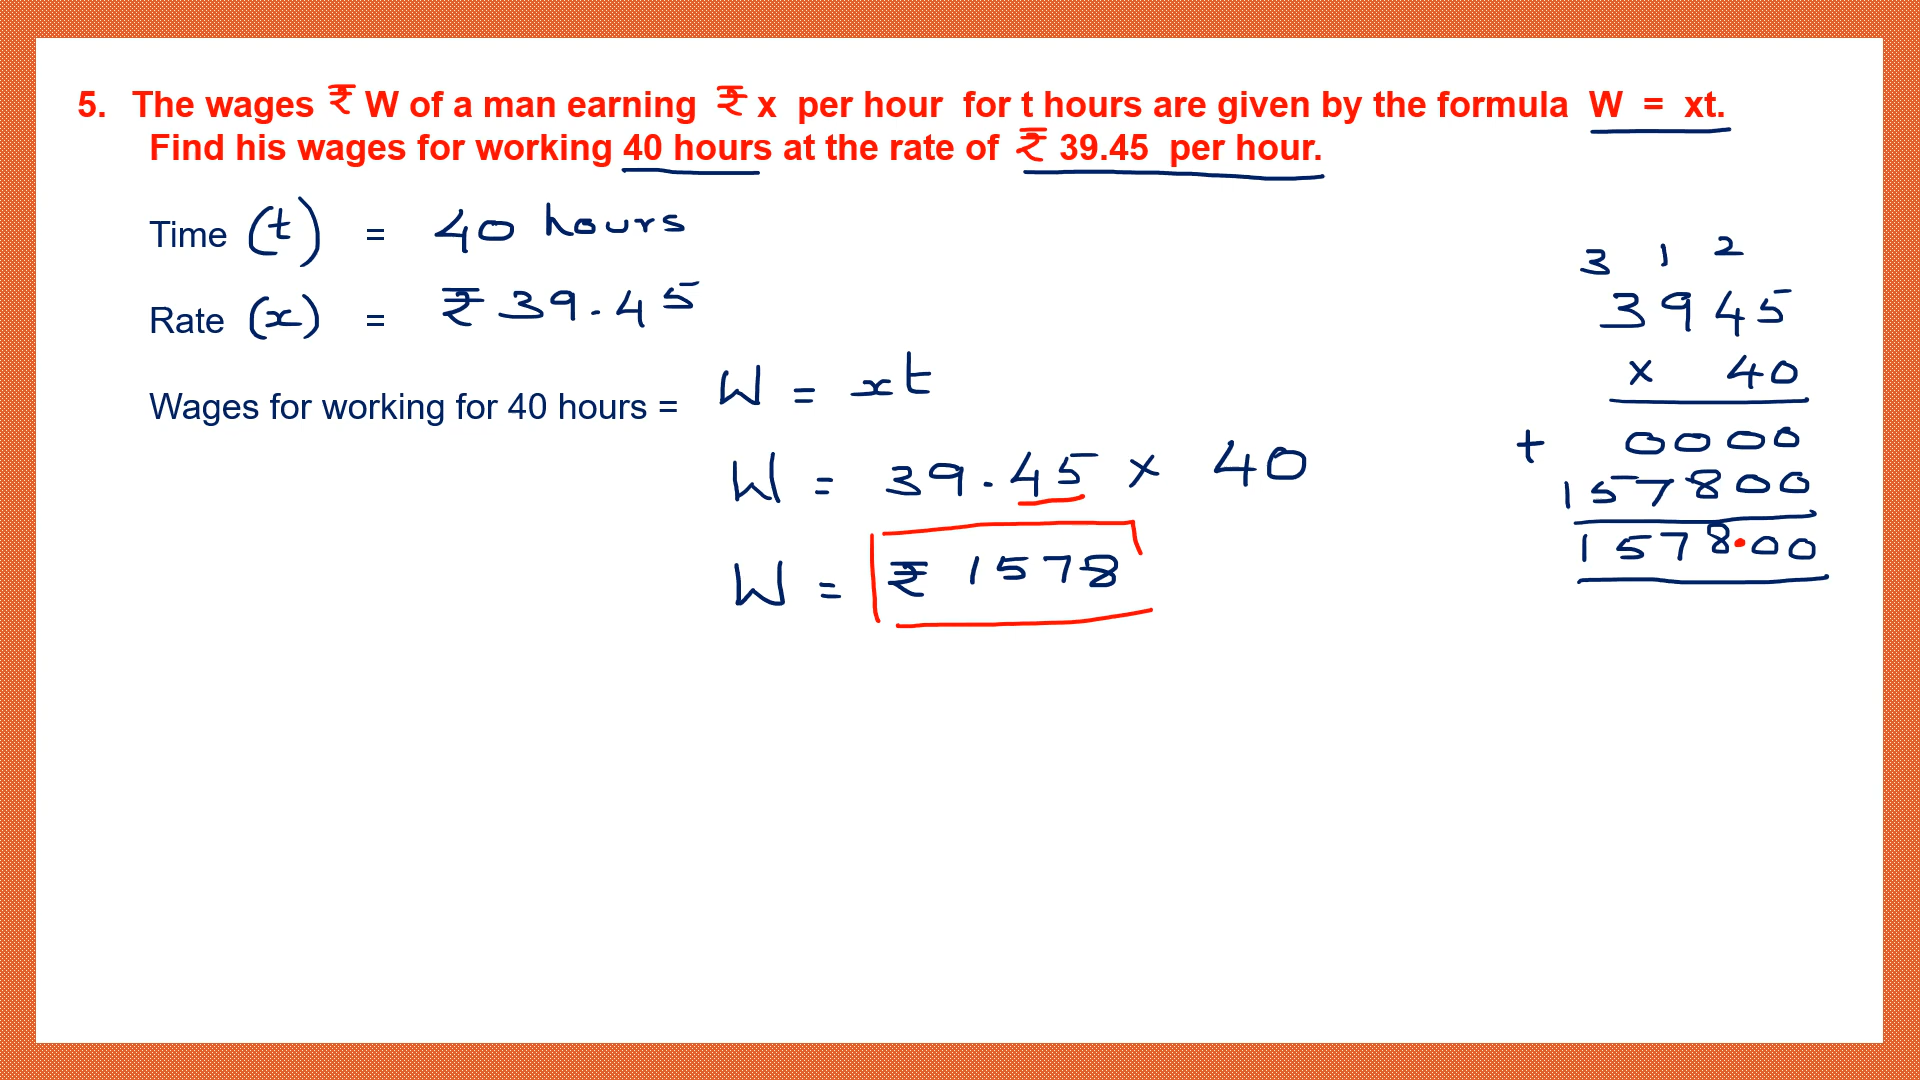 5. The wages ₹ W of a man earning ₹ x per hour for t hours are given by the formula W = xt.
Find his wages for working 40 hours at the rate of ₹ 39.45 per hour.
Time (t) = 40 hours
Rate (x) = ₹ 39.45
Wages for working for 40 hours = W = xt
W = 39.45 × 40
W = ₹ 1578
3 1 2
3945
× 40
+ 0000
157800
1578.00